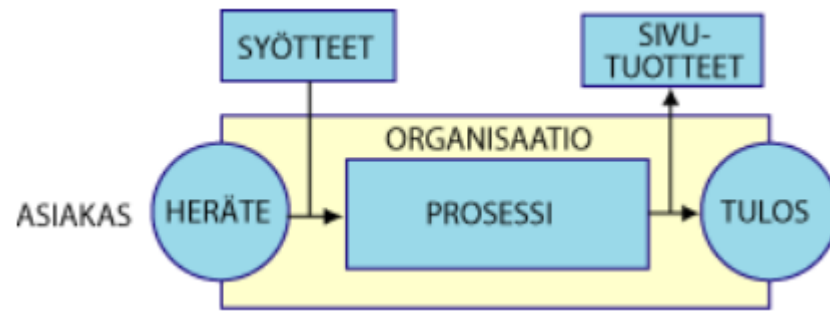 SYÖTTEET
SIVU-
TUOTTEET
ORGANISAATIO
ASIAKAS
HERÄTE
PROSESSI
TULOS